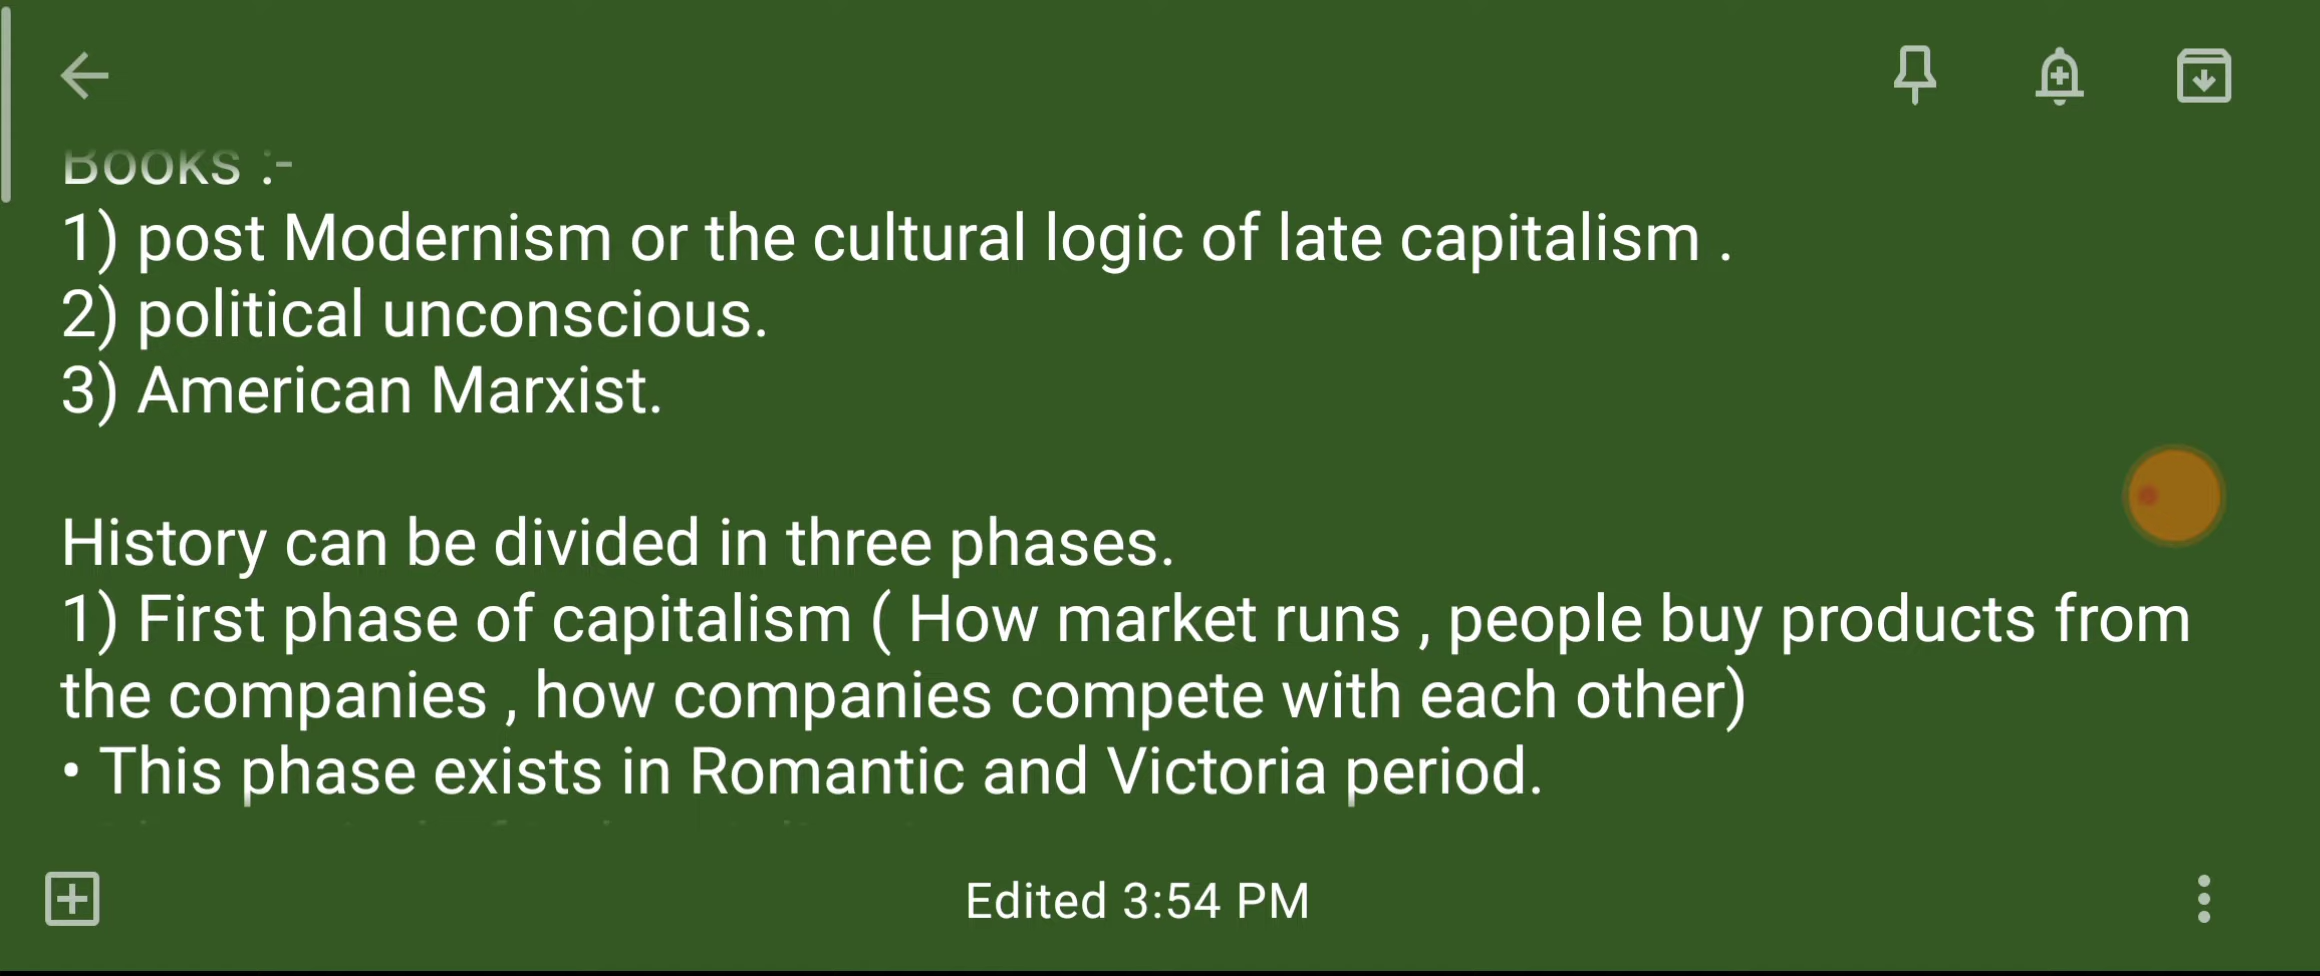 Books :-
1) post Modernism or the cultural logic of late capitalism .
2) political unconscious.
3) American Marxist.
History can be divided in three phases.
1) First phase of capitalism ( How market runs , people buy products from
the companies , how companies compete with each other)
• This phase exists in Romantic and Victoria period.
Edited 3:54 PM